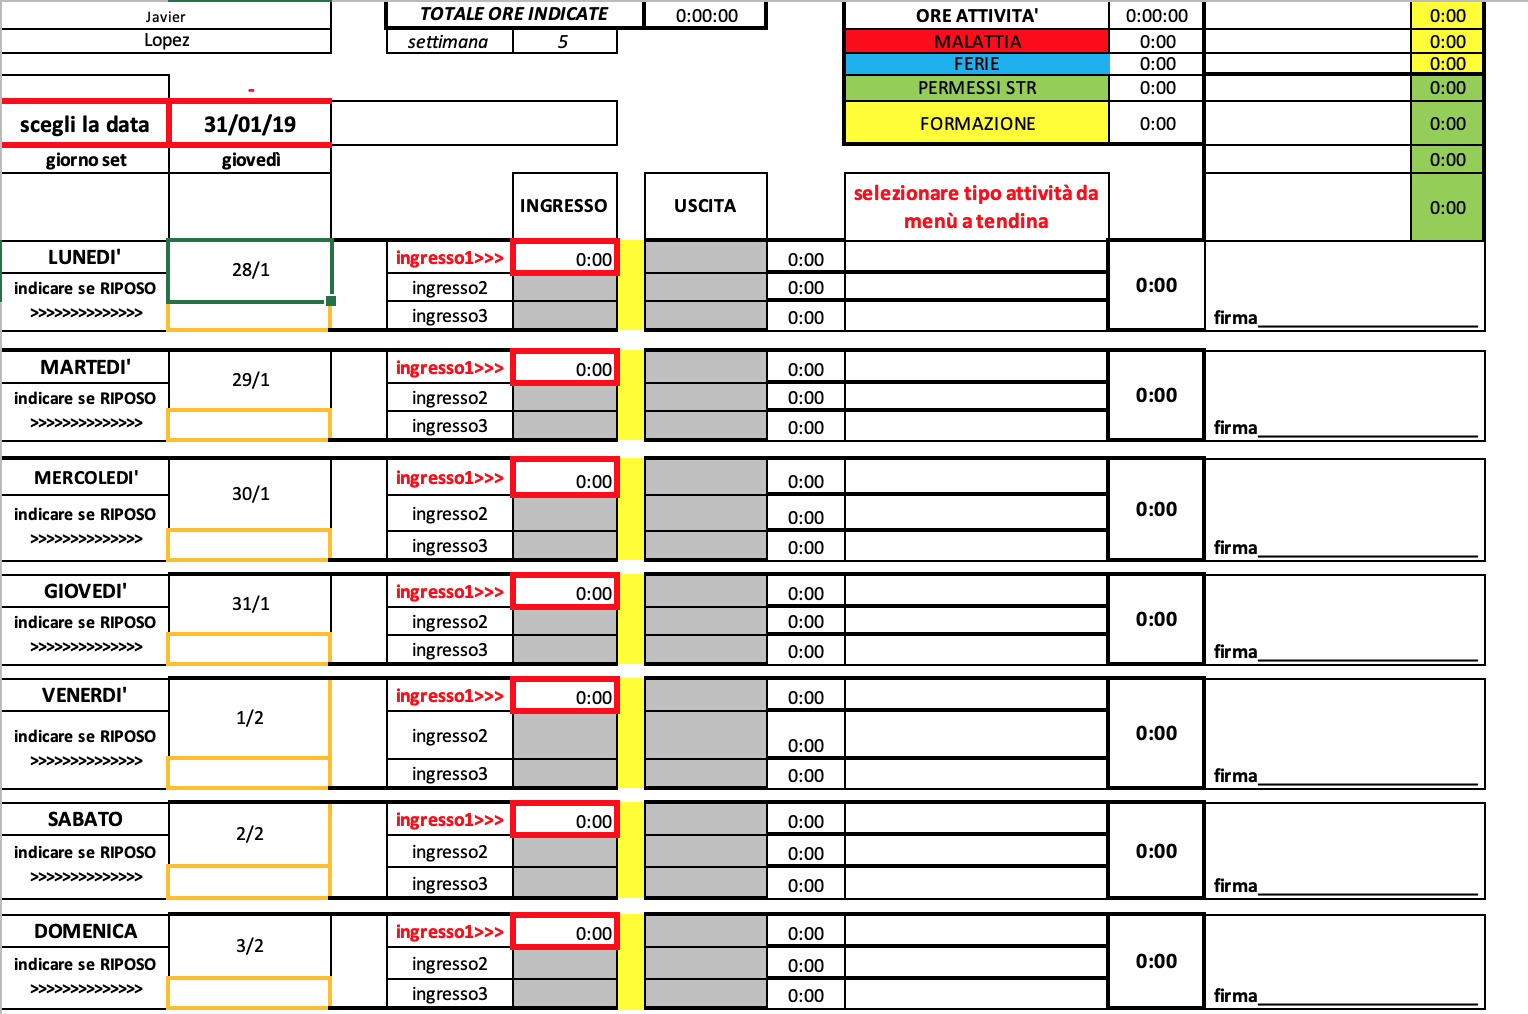 Javier TOTALE ORE INDICATE 0:00:00 ORE ATTIVITA' 0:00:00 0:00
Lopez settimana 5 MALATTIA 0:00 0:00
FERIE 0:00 0:00
- PERMESSI STR 0:00 0:00
scegli la data 31/01/19 FORMAZIONE 0:00 0:00
giorno set giovedì 0:00
INGRESSO USCITA selezionare tipo attività da 0:00
menù a tendina
LUNEDI' 28/1 ingresso1>>> 0:00 0:00
indicare se RIPOSO ingresso2 0:00 0:00
>>>>>>>>>>>>>> ingresso3 0:00 firma
MARTEDI' 29/1 ingresso1>>> 0:00 0:00
indicare se RIPOSO ingresso2 0:00 0:00
>>>>>>>>>>>>>> ingresso3 0:00 firma
MERCOLEDI' 30/1 ingresso1>>> 0:00 0:00
indicare se RIPOSO ingresso2 0:00 0:00
>>>>>>>>>>>>>> ingresso3 0:00 firma
GIOVEDI' 31/1 ingresso1>>> 0:00 0:00
indicare se RIPOSO ingresso2 0:00 0:00
>>>>>>>>>>>>>> ingresso3 0:00 firma
VENERDI' 1/2 ingresso1>>> 0:00 0:00
indicare se RIPOSO ingresso2 0:00 0:00
>>>>>>>>>>>>>> ingresso3 0:00 firma
SABATO 2/2 ingresso1>>> 0:00 0:00
indicare se RIPOSO ingresso2 0:00 0:00
>>>>>>>>>>>>>> ingresso3 0:00 firma
DOMENICA 3/2 ingresso1>>> 0:00 0:00
indicare se RIPOSO ingresso2 0:00 0:00
>>>>>>>>>>>>>> ingresso3 0:00 firma